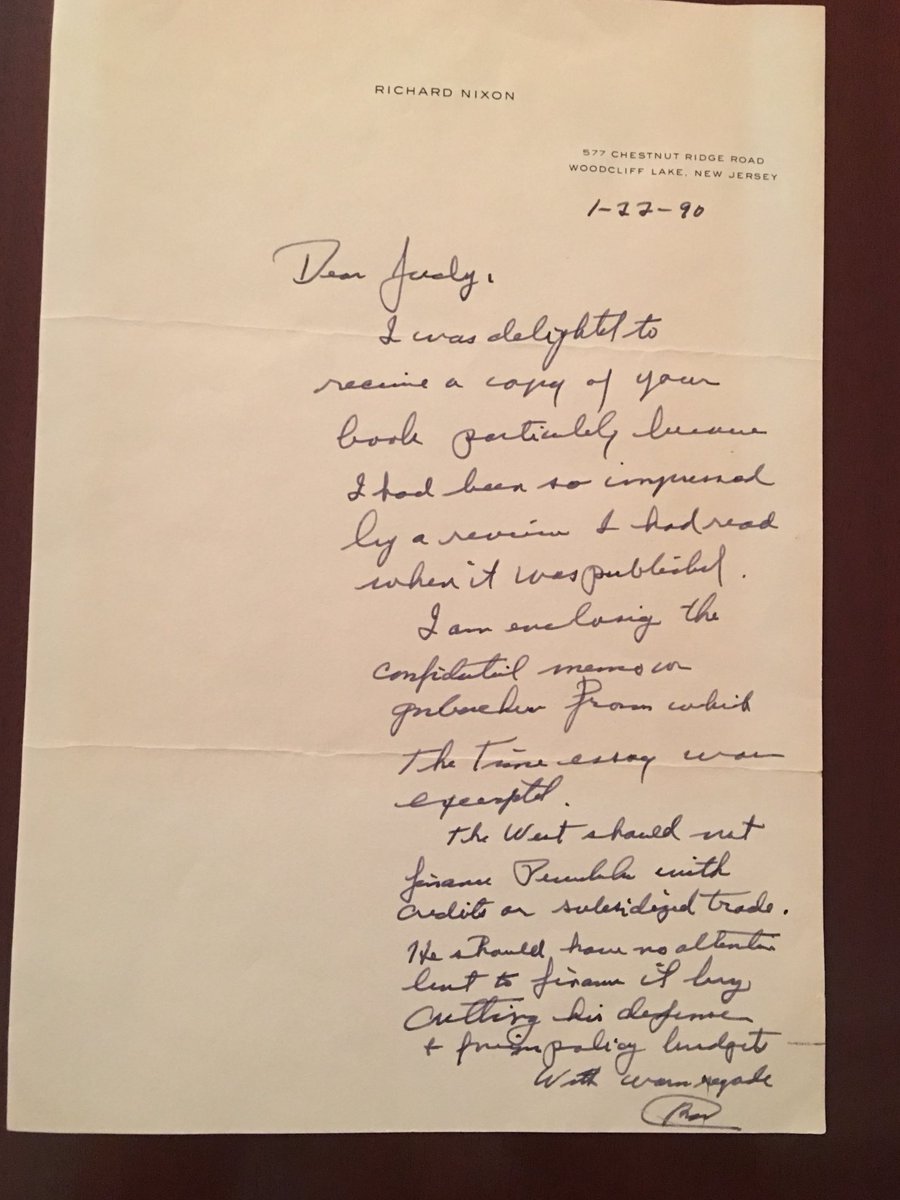 RICHARD NIXON
577 CHESTNUT RIDGE ROAD
WOODCLIFF LAKE, NEW JERSEY
1-22-90
Dear Judy,
I was delighted to
receive a copy of your
book particularly because
I had been so impressed
by a review I had read
when it was published.
I am enclosing the
confidential memo on
Gorbachev from which
the Time essay was
excerpted.
The West should not
finance with
credits or subsidized trade.
He should have no
but to finance it by
cutting his defense
+ foreign policy budgets
With warm regards
RN